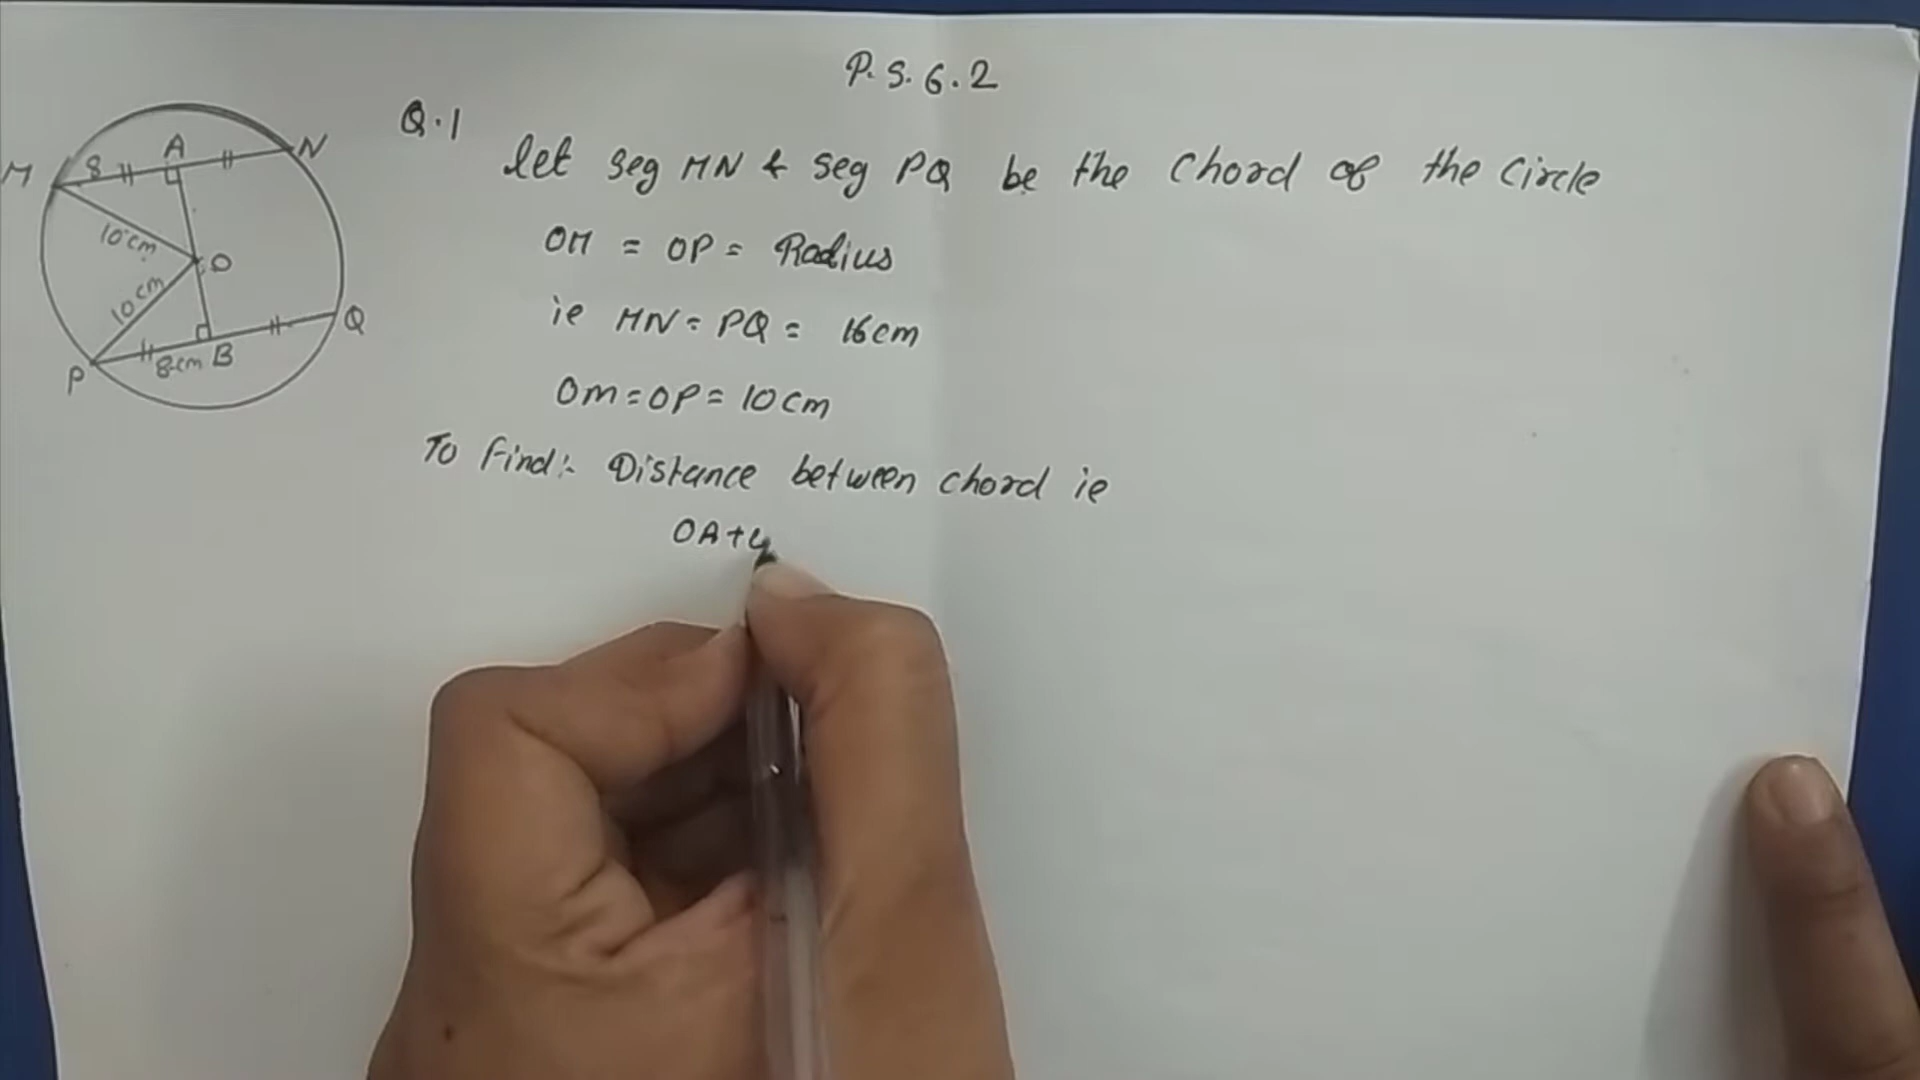 P.S. 6.2
Q.1
let seg MN & seg PQ be the Chord of the Circle
OM = OP = Radius
ie MN = PQ = 16cm
Om = OP = 10cm
To find:- Distance between chord ie
OA+
M
8
A
N
10cm
O
10cm
Q
P
8cm
B